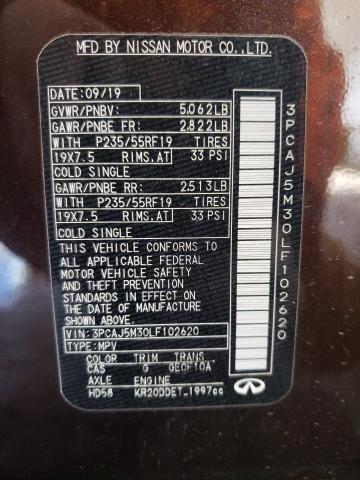 MFD BY NISSAN MOTOR CO., LTD.
DATE: 09/19
GVWR/PNBV: 5,062LB
GAWR/PNBE FR: 2,822LB
WITH P235/55RF19 TIRES
19X7.5 RIMS.AT 33 PSI
COLD SINGLE
GAWR/PNBE RR: 2,513LB
WITH P235/55RF19 TIRES
19X7.5 RIMS.AT 33 PSI
COLD SINGLE
THIS VEHICLE CONFORMS TO
ALL APPLICABLE FEDERAL
MOTOR VEHICLE SAFETY
AND THEFT PREVENTION
STANDARDS IN EFFECT ON
THE DATE OF MANUFACTURE
SHOWN ABOVE.
VIN: 3PCAJ5M30LF102620
TYPE: MPV
COLOR TRIM TRANS
CAS G GECF10A
AXLE ENGINE
HD58 KR20DDET 1997cc
3PCAJ5M30LF102620